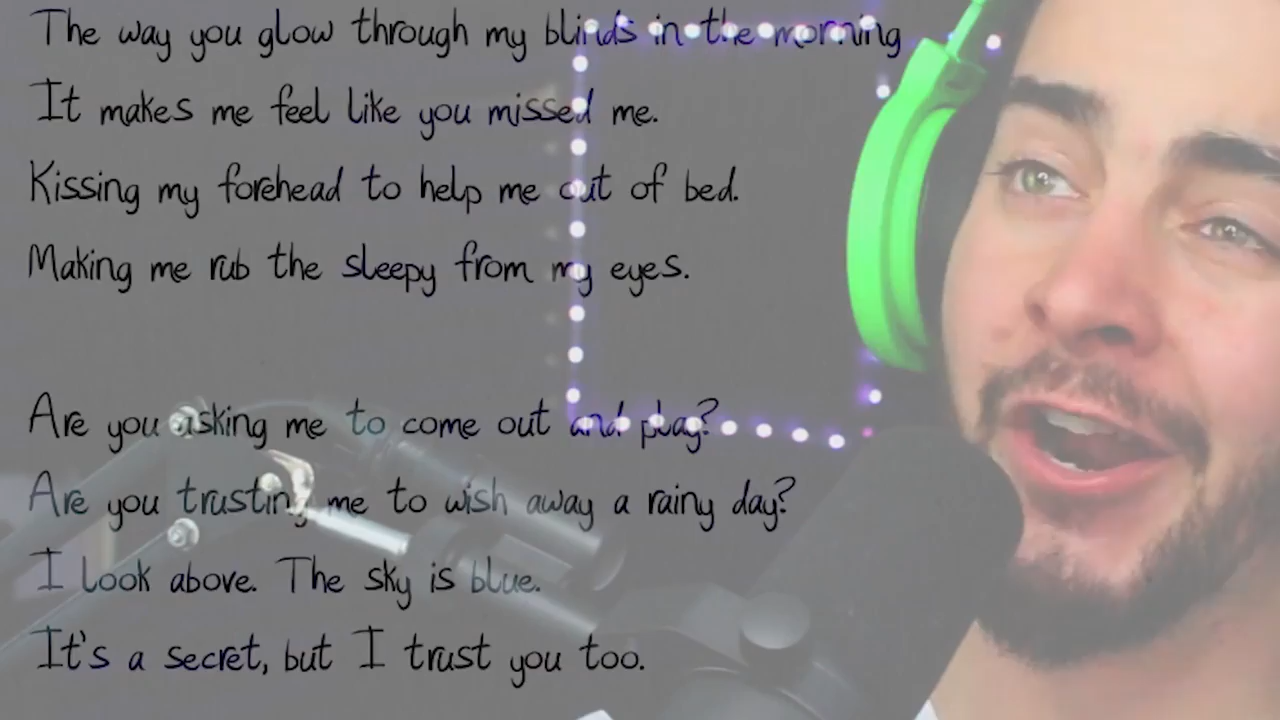 The way you glow through my blinds in the morning
It makes me feel like you missed me.
Kissing my forehead to help me out of bed.
Making me rub the sleepy from my eyes.
Are you asking me to come out and play?
Are you trusting me to wish away a rainy day?
I look above. The sky is blue.
It's a secret, but I trust you too.